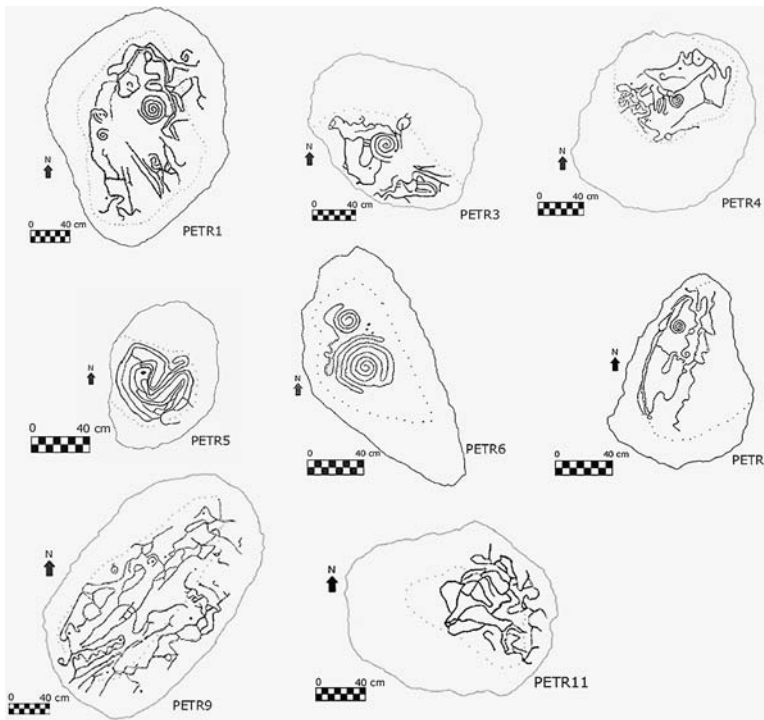 N
0 40 cm
PETR1
N
0 40 cm
PETR3
N
0 40 cm
PETR4
N
0 40 cm
PETR5
N
0 40 cm
PETR6
N
0 40 cm
PETR
N
0 40 cm
PETR9
N
0 40 cm
PETR11